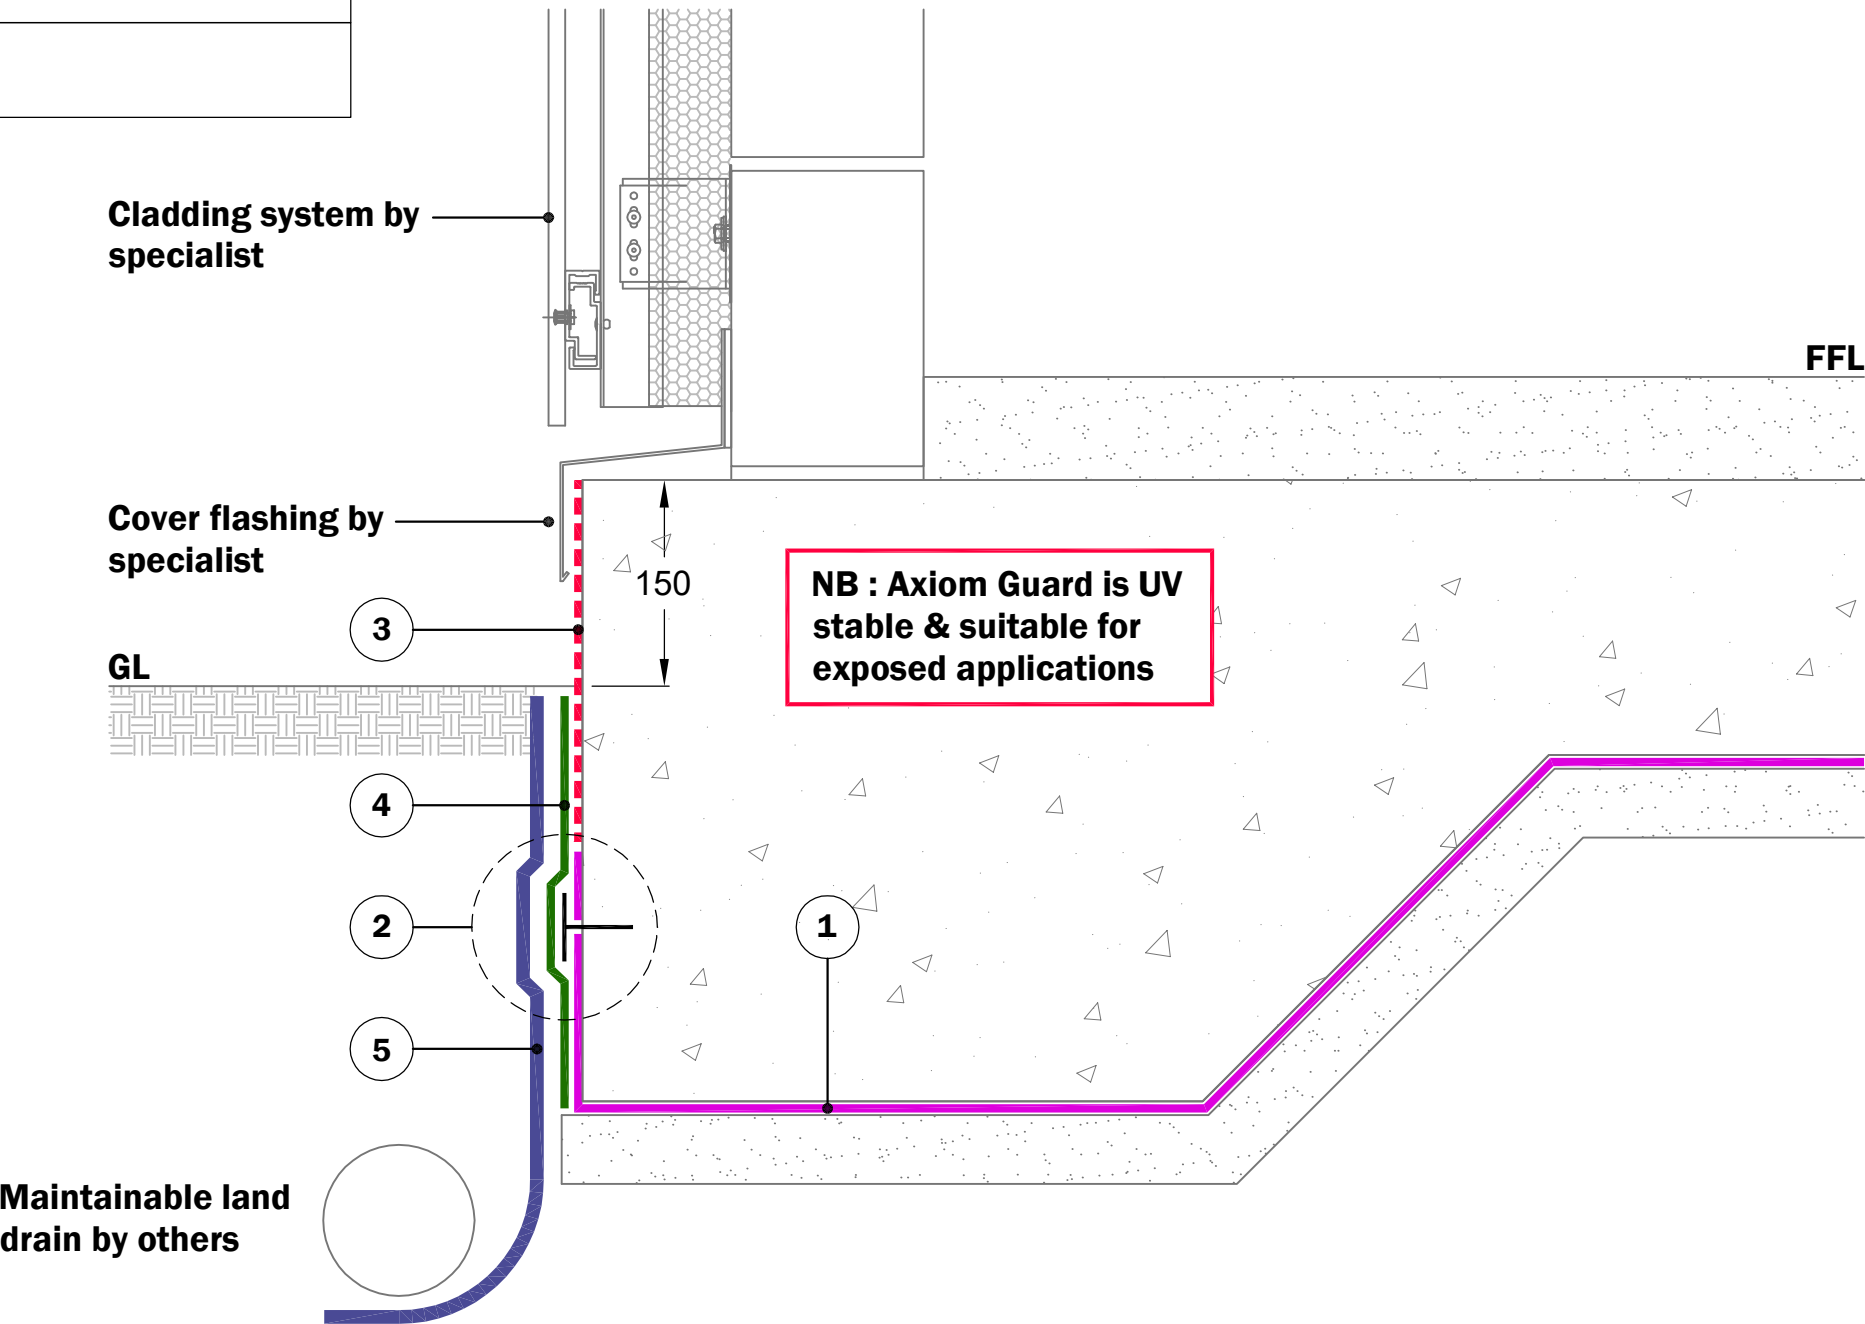 Cladding system by
specialist
FFL
Cover flashing by
specialist
150
NB : Axiom Guard is UV
stable & suitable for
exposed applications
3
GL
4
2
1
5
Maintainable land
drain by others